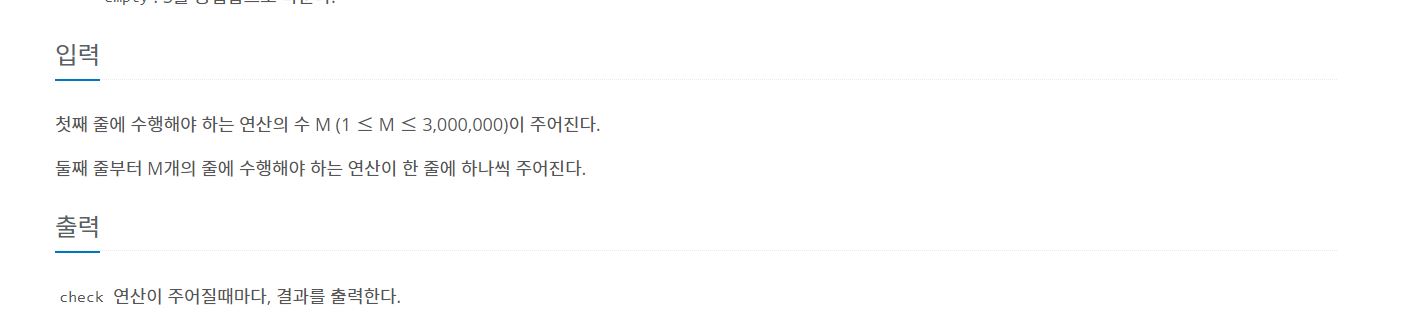 입력
첫째 줄에 수행해야 하는 연산의 수 M (1 ≤ M ≤ 3,000,000)이 주어진다.
둘째 줄부터 M개의 줄에 수행해야 하는 연산이 한 줄에 하나씩 주어진다.
출력
check 연산이 주어질때마다, 결과를 출력한다.